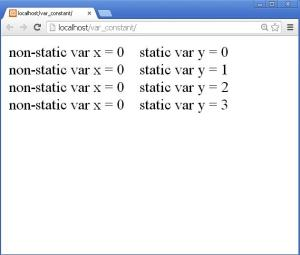 localhost/var_constant/
localhost/var_constant/
non-static var x = 0 static var y = 0
non-static var x = 0 static var y = 1
non-static var x = 0 static var y = 2
non-static var x = 0 static var y = 3